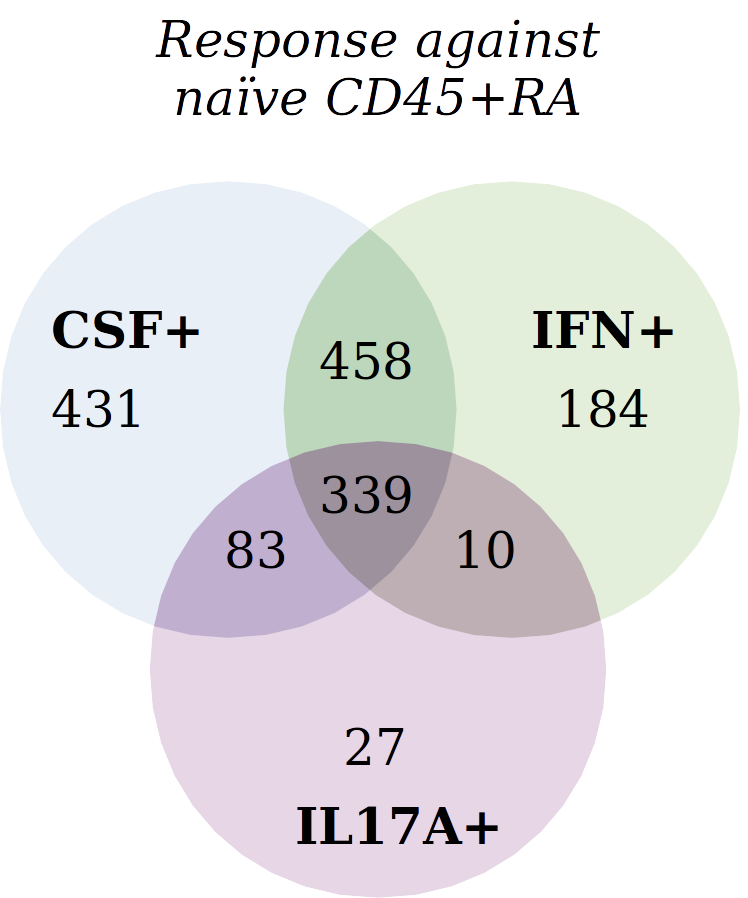 Response against
naïve CD45+RA
CSF+
431
458
IFN+
184
339
83
10
27
IL17A+